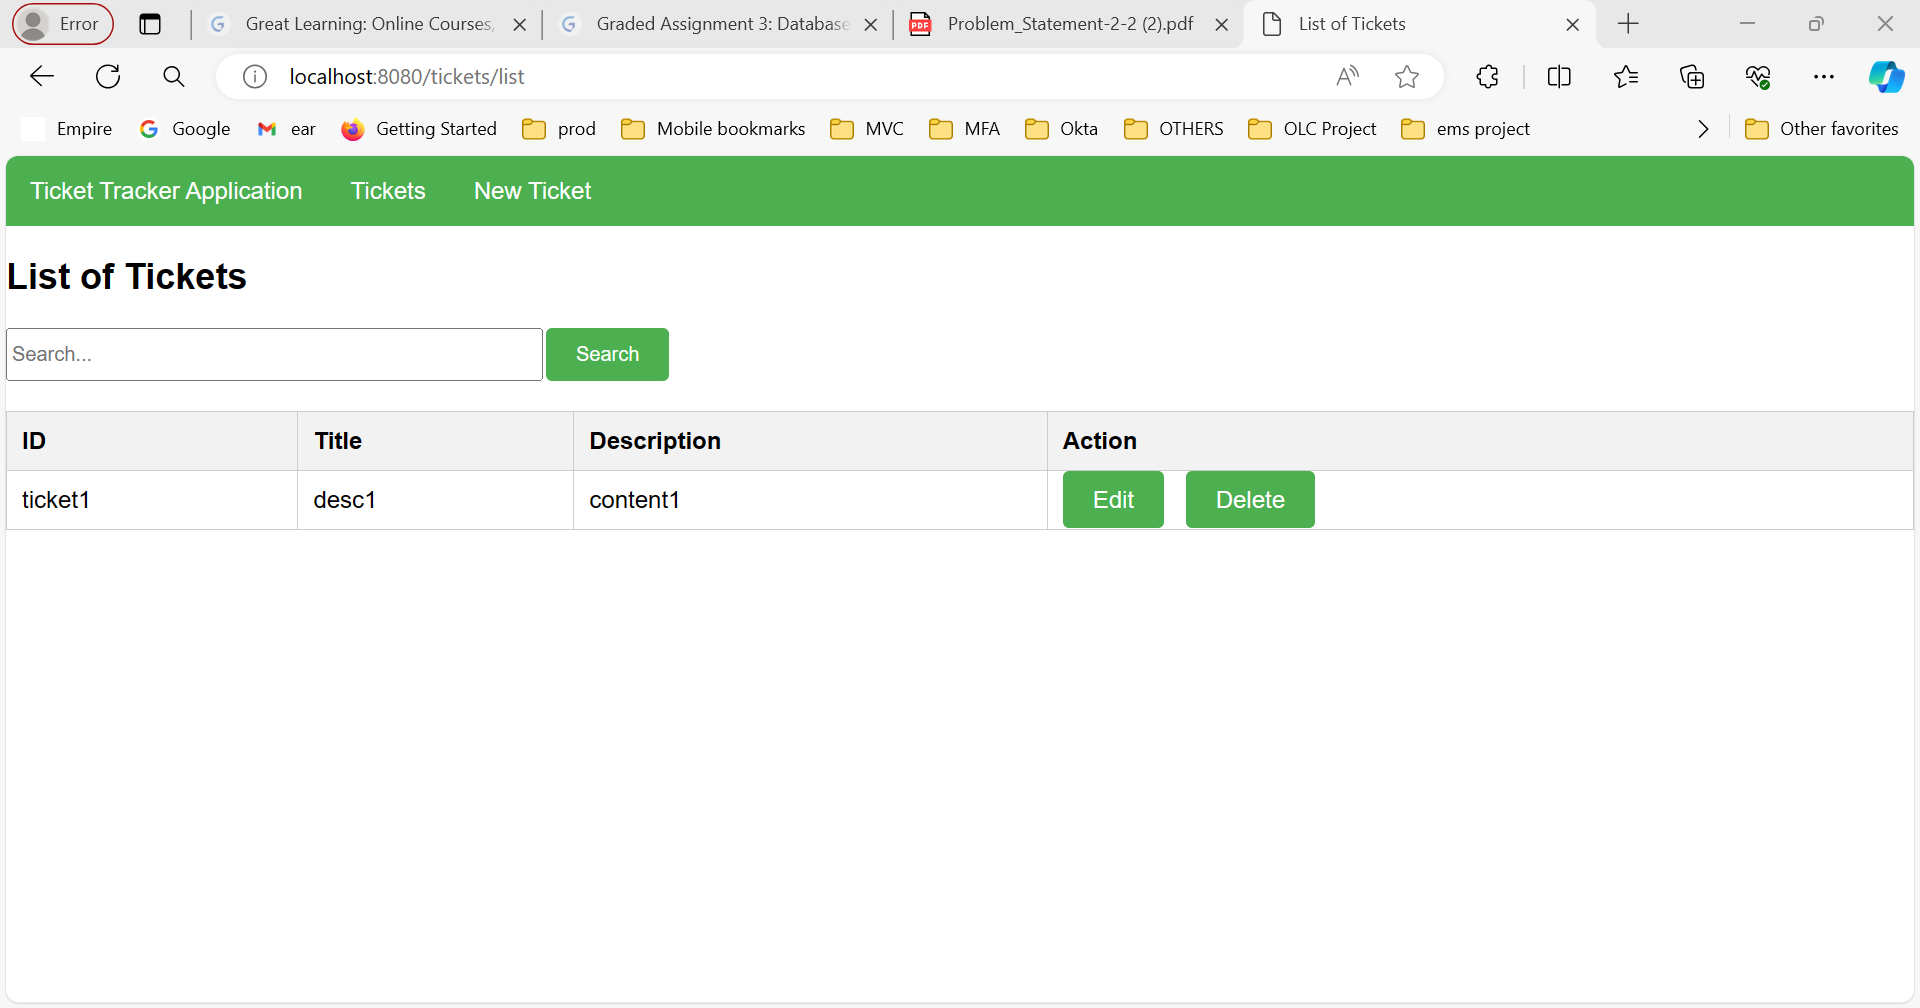 Error
Great Learning: Online Courses,
Graded Assignment 3: Database
PDF
Problem_Statement-2-2 (2).pdf
List of Tickets
localhost:8080/tickets/list
Empire
Google
ear
Getting Started
prod
Mobile bookmarks
MVC
MFA
Okta
OTHERS
OLC Project
ems project
Other favorites
Ticket Tracker Application Tickets New Ticket
List of Tickets
Search... Search
ID Title Description Action
ticket1 desc1 content1 Edit Delete